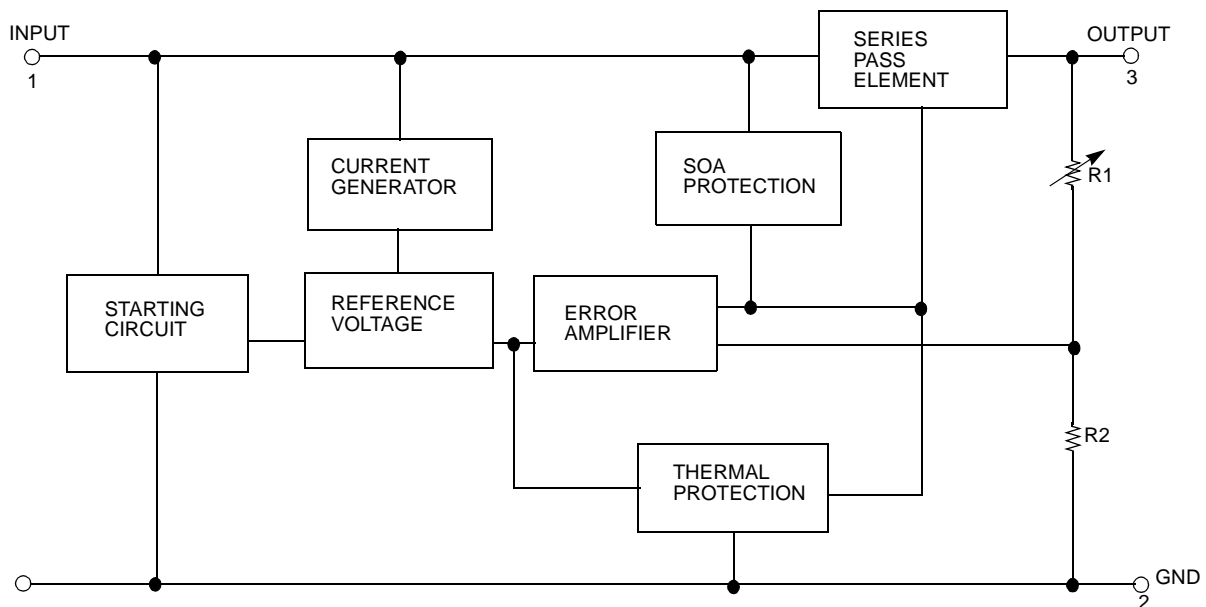 INPUT
1
SERIES
PASS
ELEMENT
OUTPUT
3
CURRENT
GENERATOR
SOA
PROTECTION
R1
STARTING
CIRCUIT
REFERENCE
VOLTAGE
ERROR
AMPLIFIER
R2
THERMAL
PROTECTION
GND
2